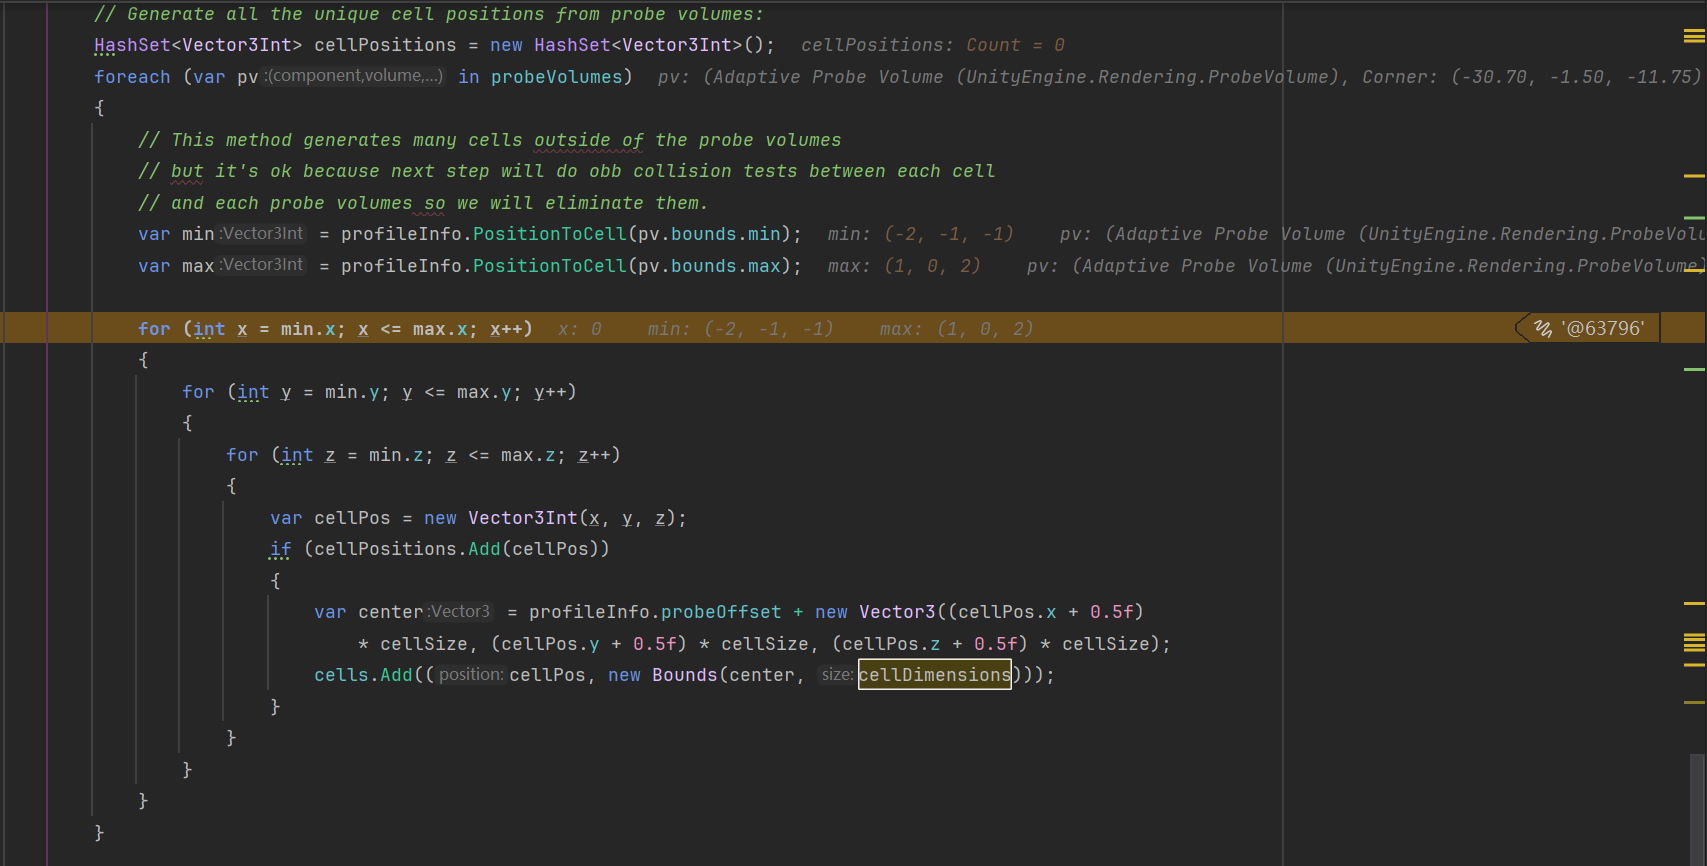 // Generate all the unique cell positions from probe volumes:
HashSet<Vector3Int> cellPositions = new HashSet<Vector3Int>(); cellPositions: Count = 0
foreach (var pv :(component,volume,...) in probeVolumes) pv: (Adaptive Probe Volume (UnityEngine.Rendering.ProbeVolume), Corner: (-30.70, -1.50, -11.75)
{
// This method generates many cells outside of the probe volumes
// but it's ok because next step will do obb collision tests between each cell
// and each probe volumes so we will eliminate them.
var min :Vector3Int = profileInfo.PositionToCell(pv.bounds.min); min: (-2, -1, -1) pv: (Adaptive Probe Volume (UnityEngine.Rendering.ProbeVolu
var max :Vector3Int = profileInfo.PositionToCell(pv.bounds.max); max: (1, 0, 2) pv: (Adaptive Probe Volume (UnityEngine.Rendering.ProbeVolume)
for (int x = min.x; x <= max.x; x++) x: 0 min: (-2, -1, -1) max: (1, 0, 2) '@63796'
{
for (int y = min.y; y <= max.y; y++)
{
for (int z = min.z; z <= max.z; z++)
{
var cellPos = new Vector3Int(x, y, z);
if (cellPositions.Add(cellPos))
{
var center :Vector3 = profileInfo.probeOffset + new Vector3((cellPos.x + 0.5f)
* cellSize, (cellPos.y + 0.5f) * cellSize, (cellPos.z + 0.5f) * cellSize);
cells.Add(( position: cellPos, new Bounds(center, size: cellDimensions)));
}
}
}
}
}